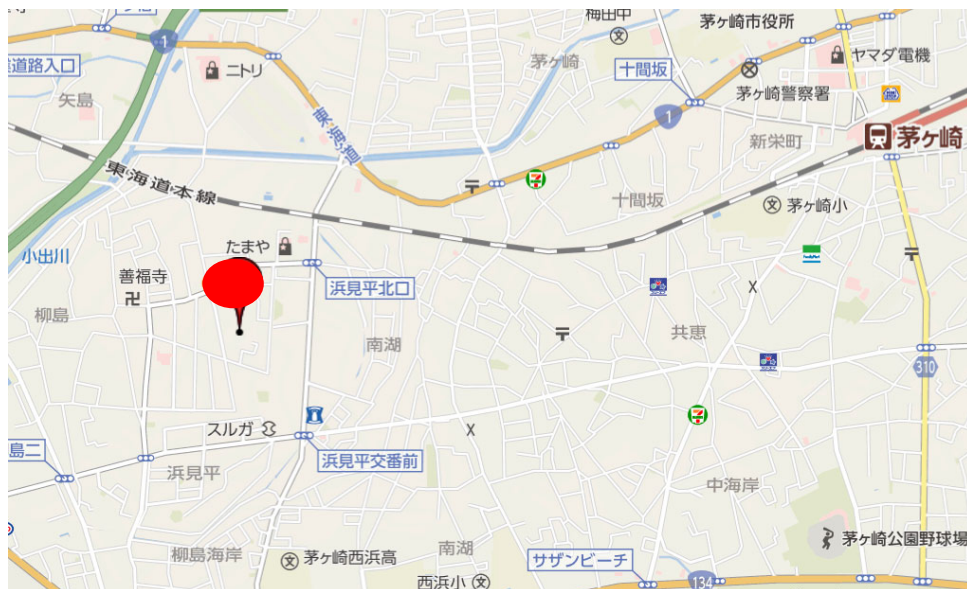 梅田中
茅ヶ崎市役所
1
ニトリ
茅ヶ崎
十間坂
ヤマダ電機
道路入口
矢島
東海道
茅ヶ崎警察署
1
新栄町
茅ヶ崎
東海道本線
十間坂
茅ヶ崎小
小出川
たまや
善福寺
浜見平北口
柳島
南湖
共恵
310
スルガ
島二
浜見平交番前
浜見平
中海岸
柳島海岸
茅ヶ崎西浜高
南湖
サザンビーチ
茅ヶ崎公園野球場
西浜小
134